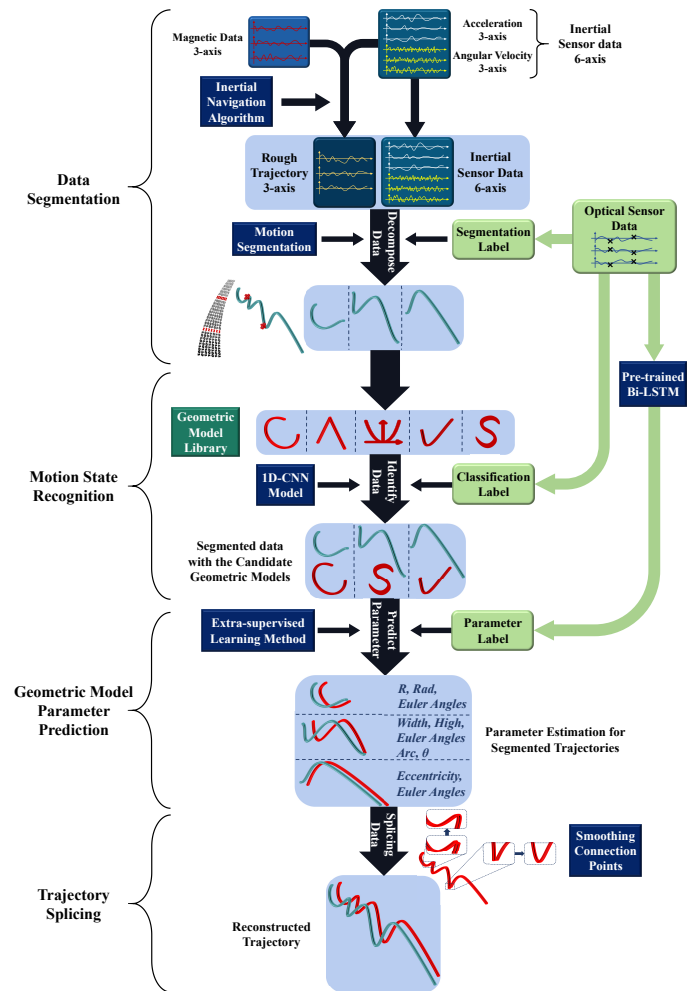 Magnetic Data
3-axis
Acceleration
3-axis
Angular Velocity
3-axis
Inertial
Sensor data
6-axis
Inertial
Navigation
Algorithm
Rough
Trajectory
3-axis
Inertial
Sensor Data
6-axis
Data
Segmentation
Motion
Segmentation
Decompose
Data
Segmentation
Label
Optical Sensor
Data
Pre-trained
Bi-LSTM
Geometric
Model
Library
Motion State
Recognition
1D-CNN
Model
Identify
Data
Classification
Label
Segmented data
with the Candidate
Geometric Models
Extra-supervised
Learning Method
Predict
Parameter
Parameter
Label
Geometric Model
Parameter
Prediction
R, Rad,
Euler Angles
Width, High,
Euler Angles
Arc, θ
Eccentricity,
Euler Angles
Parameter Estimation for
Segmented Trajectories
Splicing
Data
Smoothing
Connection
Points
Trajectory
Splicing
Reconstructed
Trajectory